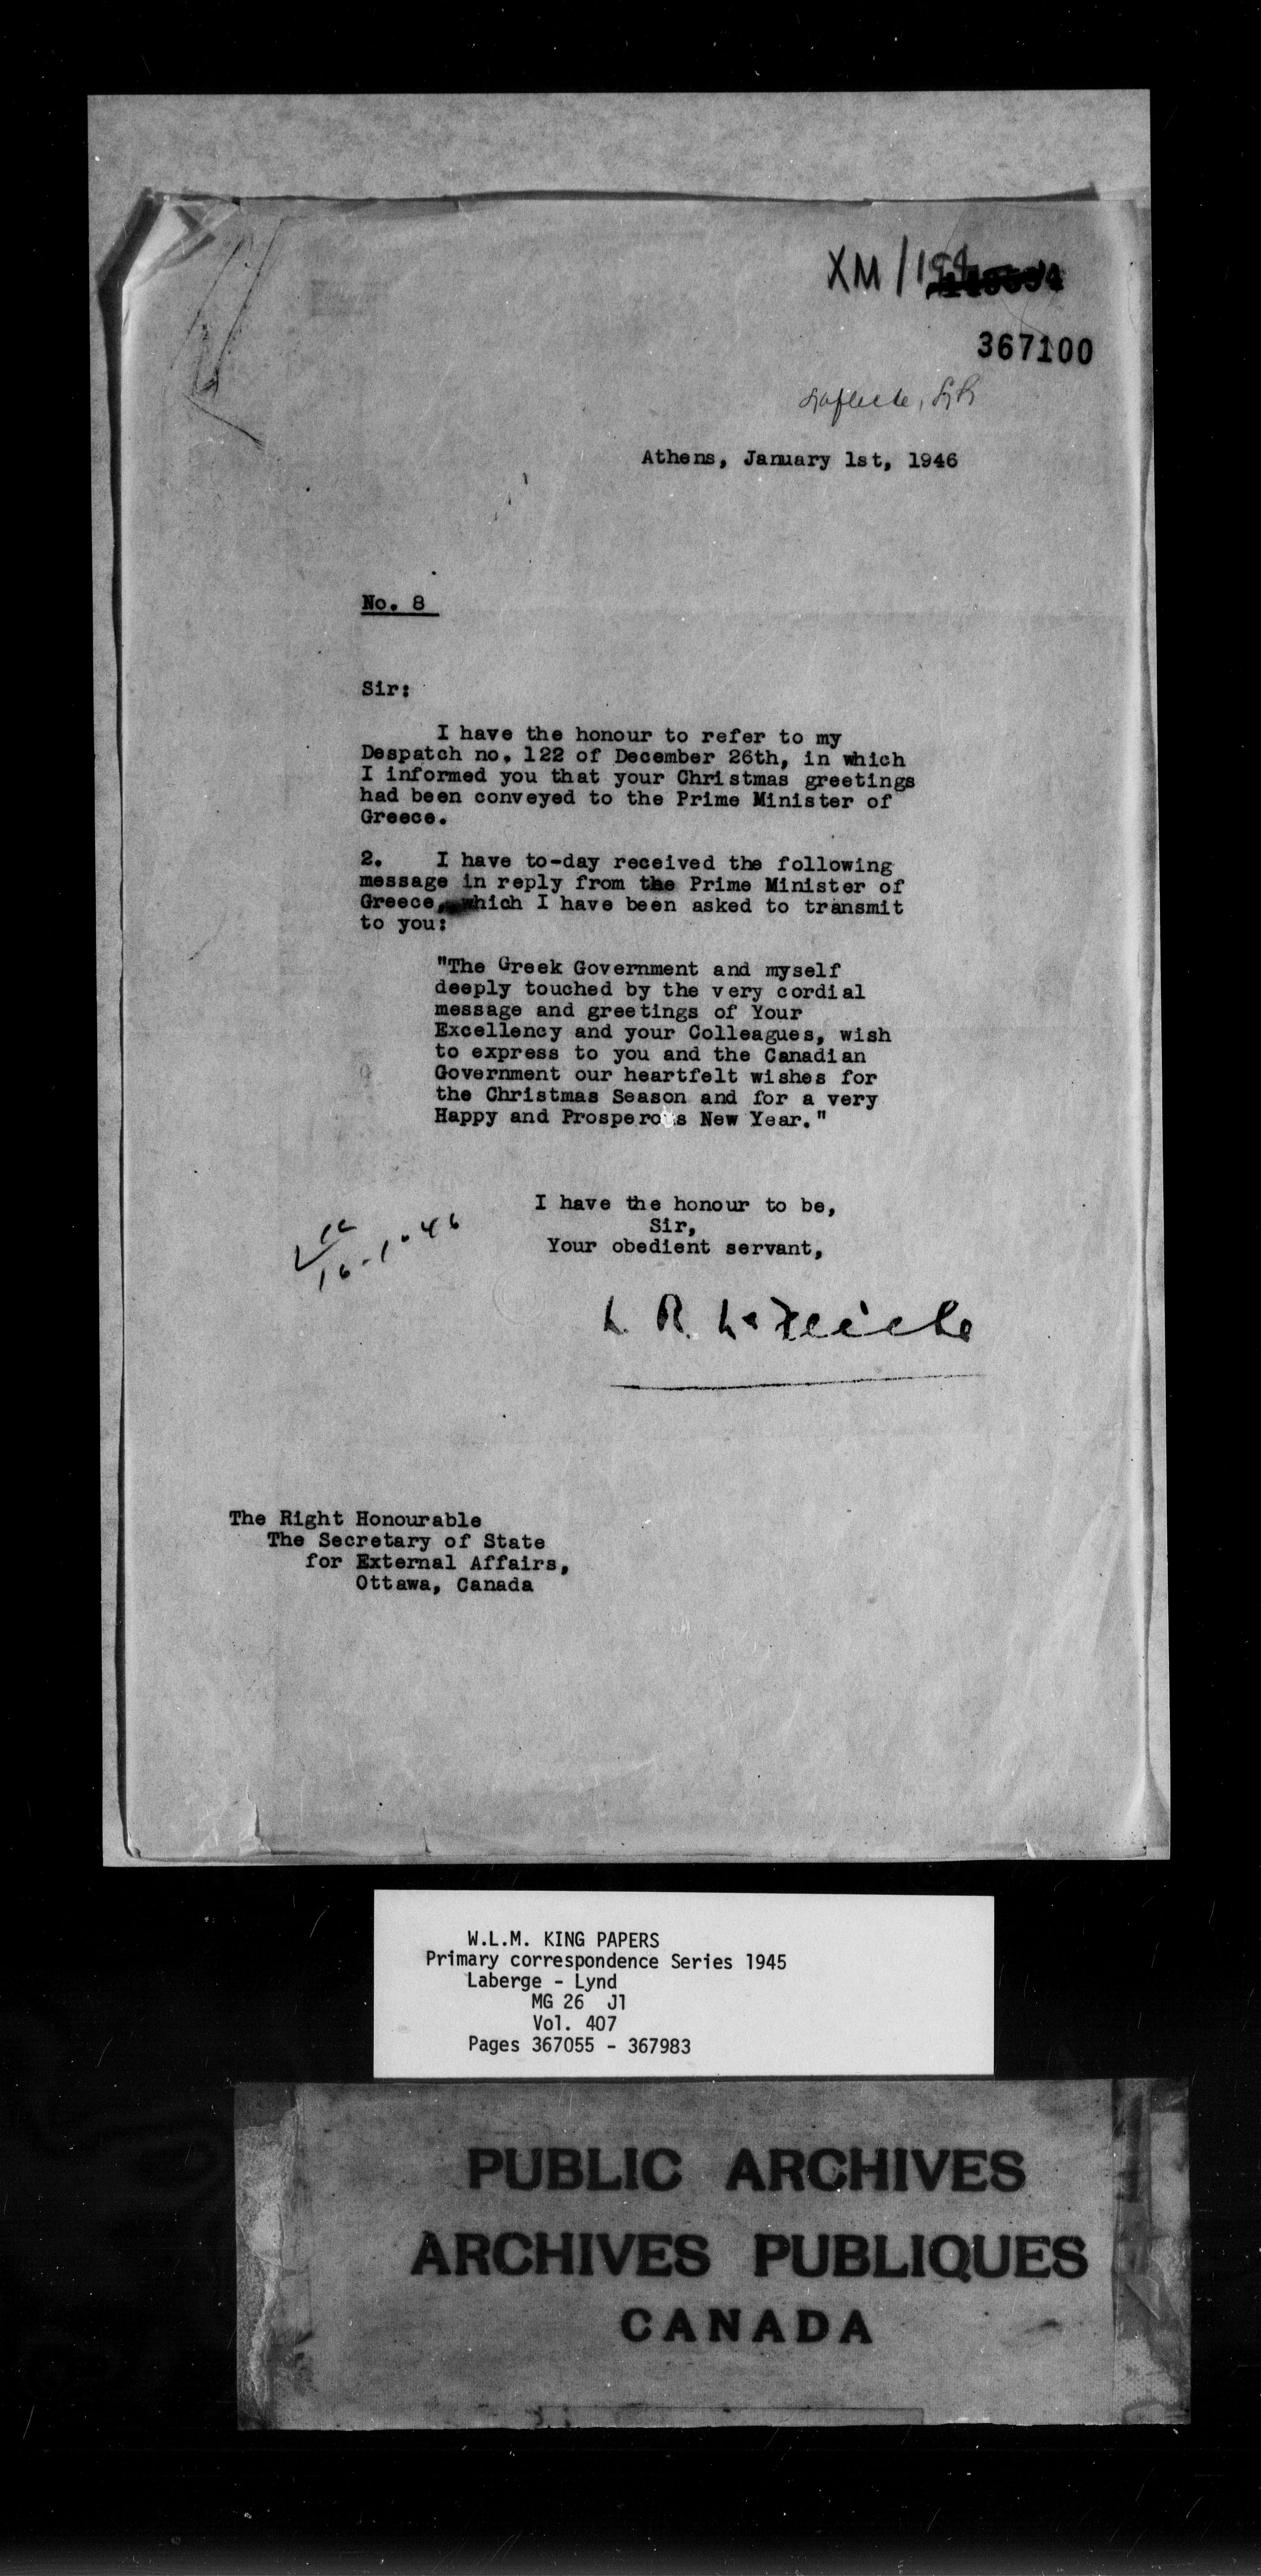 XM/
367100
Lafleche, LR
Athens, January 1st, 1946
No. 8
Sir:
I have the honour to refer to my
Despatch no. 122 of December 26th, in which
I informed you that your Christmas greetings
had been conveyed to the Prime Minister of
Greece.
2. I have to-day received the following
message in reply from the Prime Minister of
Greece, which I have been asked to transmit
to you:
"The Greek Government and myself
deeply touched by the very cordial
message and greetings of Your
Excellency and your Colleagues, wish
to express to you and the Canadian
Government our heartfelt wishes for
the Christmas Season and for a very
Happy and Prosperous New Year."
I have the honour to be,
Sir,
Your obedient servant,
16-1-46
L. R. LaFlèche
The Right Honourable
The Secretary of State
for External Affairs,
Ottawa, Canada
W.L.M. KING PAPERS
Primary correspondence Series 1945
Laberge - Lynd
MG 26 J1
Vol. 407
Pages 367055 - 367983
PUBLIC ARCHIVES
ARCHIVES PUBLIQUES
CANADA